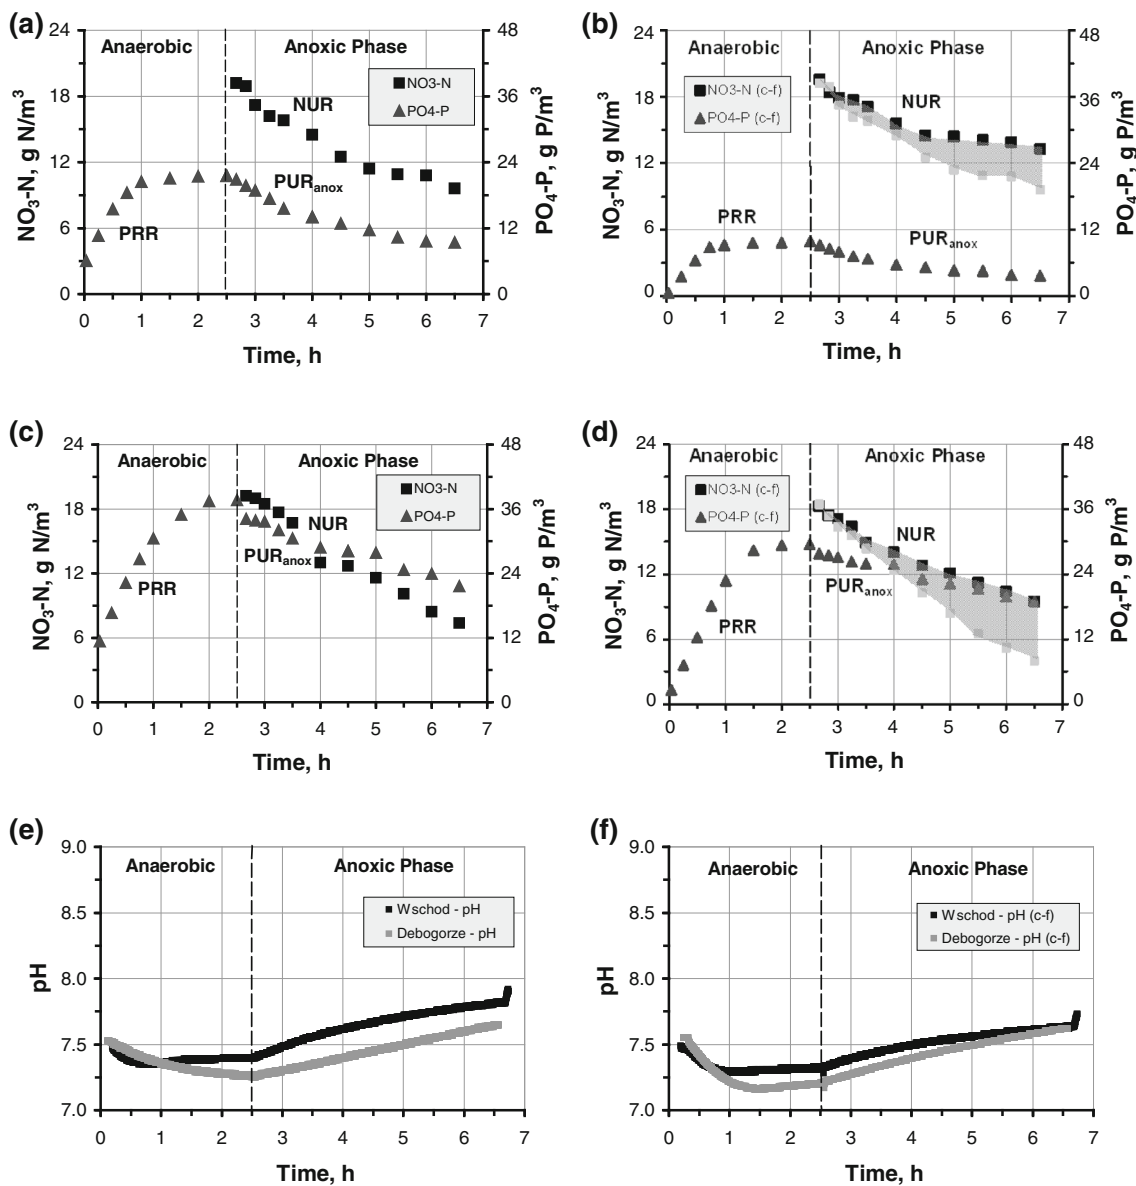 (a)
24
18
12
6
0
NO3-N, g N/m3
Anaerobic
Anoxic Phase
NO3-N
PO4-P
NUR
PURanox
PRR
48
36
24
12
0
PO4-P, g P/m3
0 1 2 3 4 5 6 7
Time, h
(b)
24
18
12
6
0
NO3-N, g N/m3
Anaerobic
Anoxic Phase
NO3-N (c-f)
PO4-P (c-f)
NUR
PRR
PURanox
48
36
24
12
0
PO4-P, g P/m3
0 1 2 3 4 5 6 7
Time, h
(c)
24
18
12
6
0
NO3-N, g N/m3
Anaerobic
Anoxic Phase
NO3-N
PO4-P
NUR
PURanox
PRR
48
36
24
12
0
PO4-P, g P/m3
0 1 2 3 4 5 6 7
Time, h
(d)
24
18
12
6
0
NO3-N, g N/m3
Anaerobic
Anoxic Phase
NO3-N (c-f)
PO4-P (c-f)
NUR
PURanox
PRR
48
36
24
12
0
PO4-P, g P/m3
0 1 2 3 4 5 6 7
Time, h
(e)
9.0
8.5
8.0
7.5
7.0
pH
Anaerobic
Anoxic Phase
Wschod - pH
Debogorze - pH
0 1 2 3 4 5 6 7
Time, h
(f)
9.0
8.5
8.0
7.5
7.0
pH
Anaerobic
Anoxic Phase
Wschod - pH (c-f)
Debogorze - pH (c-f)
0 1 2 3 4 5 6 7
Time, h